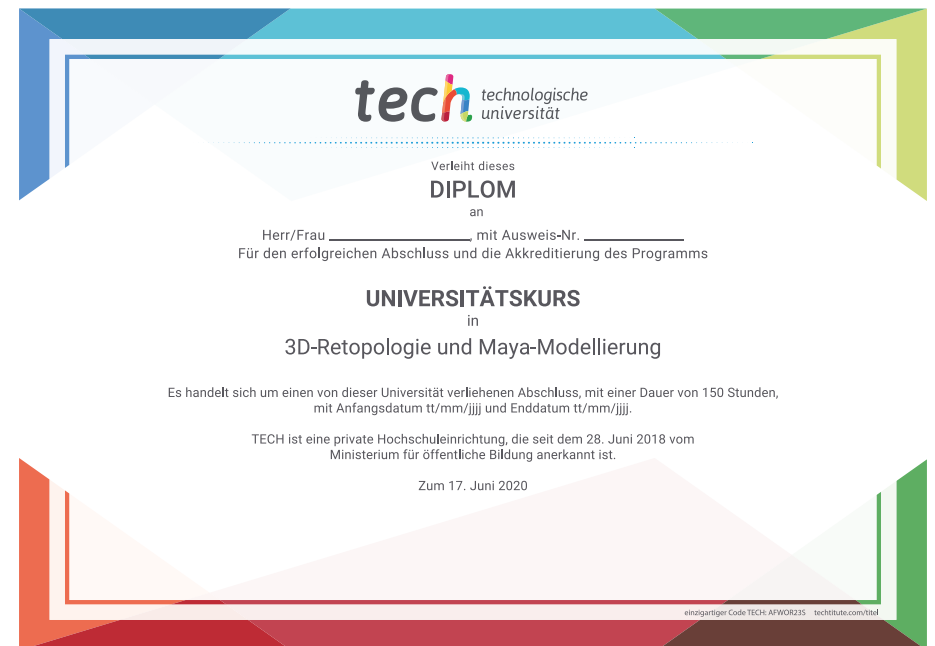 tech technologische
universität
Verleiht dieses
DIPLOM
an
Herr/Frau ____________________, mit Ausweis-Nr. ______________
Für den erfolgreichen Abschluss und die Akkreditierung des Programms
UNIVERSITÄTSKURS
in
3D-Retopologie und Maya-Modellierung
Es handelt sich um einen von dieser Universität verliehenen Abschluss, mit einer Dauer von 150 Stunden,
mit Anfangsdatum tt/mm/jjjj und Enddatum tt/mm/jjjj.
TECH ist eine private Hochschuleinrichtung, die seit dem 28. Juni 2018 vom
Ministerium für öffentliche Bildung anerkannt ist.
Zum 17. Juni 2020
einzigartiger Code TECH: AFWOR23S techtitute.com/titel